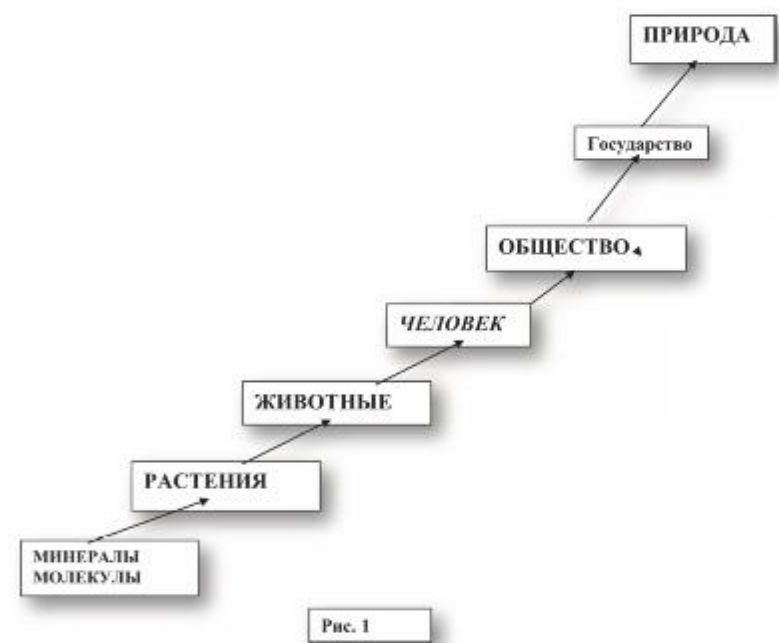 ПРИРОДА
Государство
ОБЩЕСТВО
ЧЕЛОВЕК
ЖИВОТНЫЕ
РАСТЕНИЯ
МИНЕРАЛЫ
МОЛЕКУЛЫ
Рис. 1